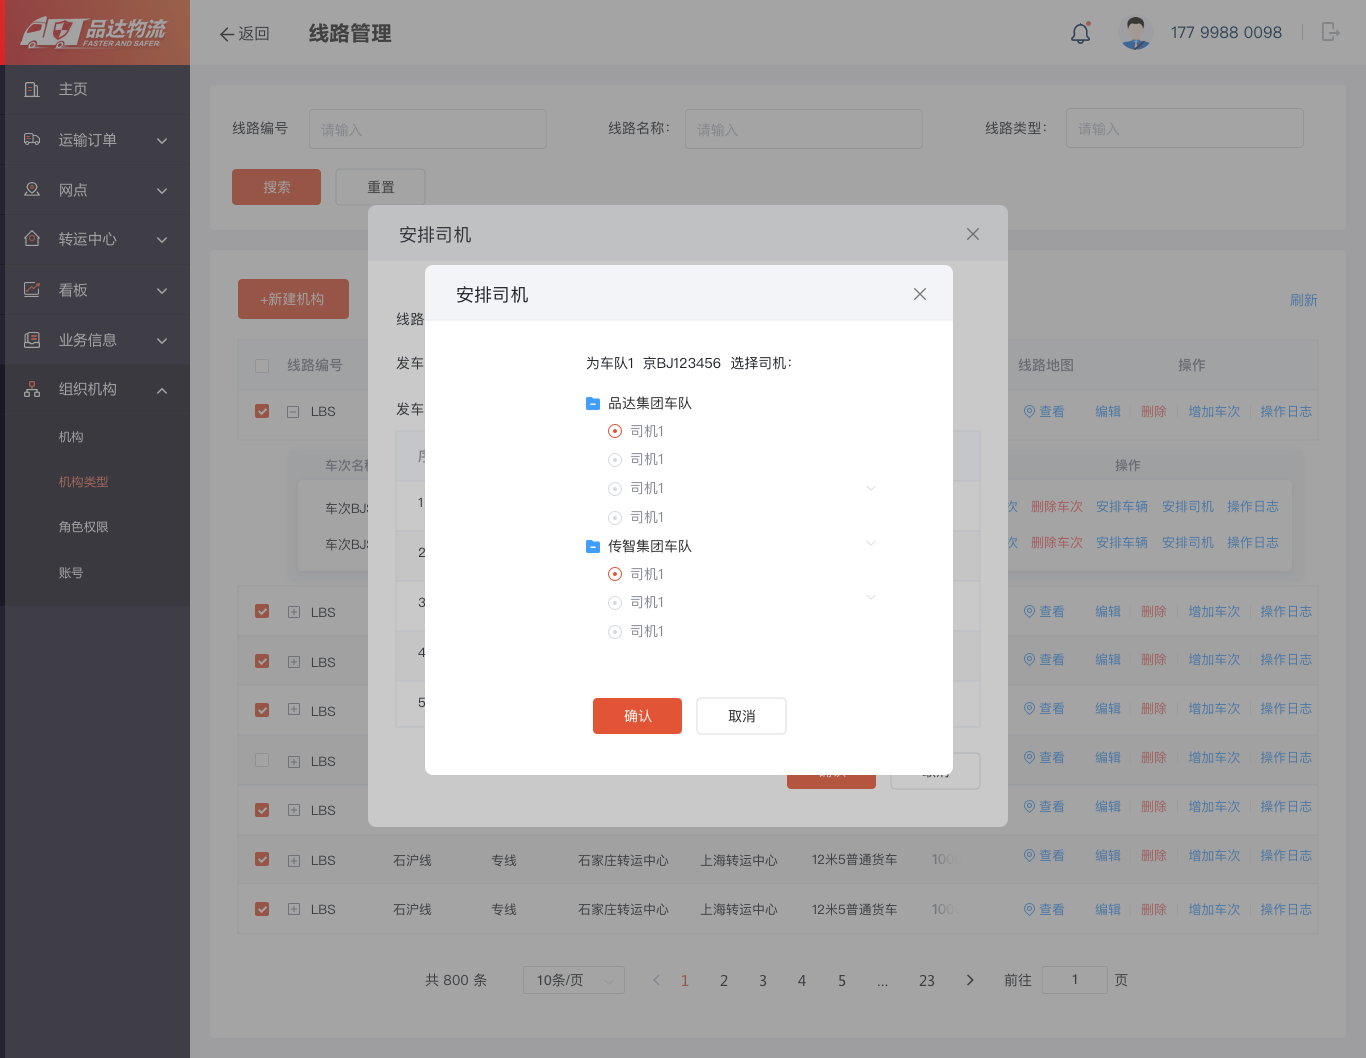 品达物流
FASTER AND SAFER
返回
线路管理
177 9988 0098
主页
运输订单
网点
转运中心
看板
业务信息
组织机构
机构
机构类型
角色权限
账号
线路编号 请输入 线路名称： 请输入 线路类型： 请输入
搜索 重置
安排司机
+新建机构
刷新
线路
发车
发车
线路编号 线路地图 操作
LBS 查看 编辑 删除 增加车次 操作日志
车次名 操作
车次BJ 次 删除车次 安排车辆 安排司机 操作日志
车次BJ 次 删除车次 安排车辆 安排司机 操作日志
1
2
3
4
5
安排司机
为车队1 京BJ123456 选择司机：
品达集团车队
司机1
司机1
司机1
司机1
传智集团车队
司机1
司机1
司机1
确认 取消
LBS 查看 编辑 删除 增加车次 操作日志
LBS 查看 编辑 删除 增加车次 操作日志
LBS 查看 编辑 删除 增加车次 操作日志
LBS 查看 编辑 删除 增加车次 操作日志
LBS 查看 编辑 删除 增加车次 操作日志
LBS 石沪线 专线 石家庄转运中心 上海转运中心 12米5普通货车 100 查看 编辑 删除 增加车次 操作日志
LBS 石沪线 专线 石家庄转运中心 上海转运中心 12米5普通货车 100 查看 编辑 删除 增加车次 操作日志
共 800 条 10条/页 1 2 3 4 5 ... 23 前往 1 页